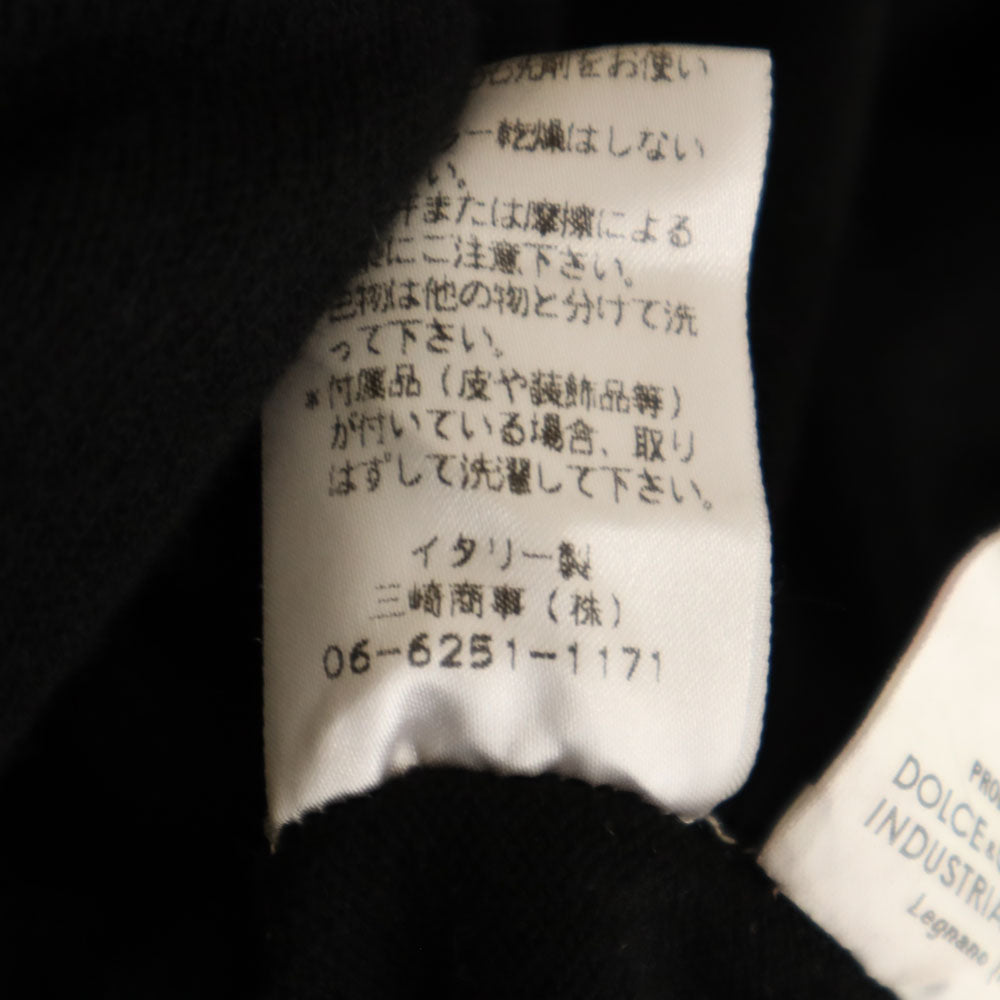 洗剤をお使い
ー乾燥はしない
い。
または摩擦による
にご注意下さい。
色物は他の物と分けて洗
って下さい。
*付属品(皮や装飾品等)
が付いている場合、取り
はずして洗濯して下さい。
イタリー製
三崎商事(株)
06-6251-1171
DOLCE&
INDUSTRIA
Legnano